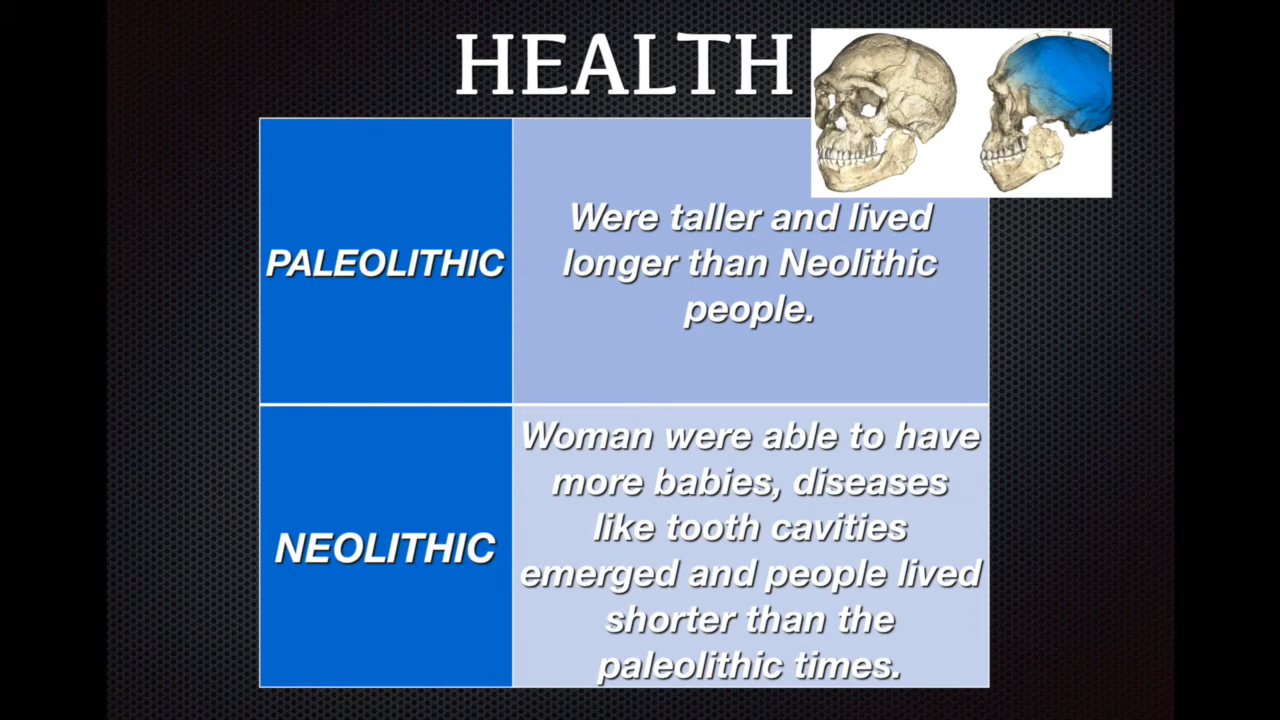 HEALTH
PALEOLITHIC
Were taller and lived
longer than Neolithic
people.
NEOLITHIC
Woman were able to have
more babies, diseases
like tooth cavities
emerged and people lived
shorter than the
paleolithic times.